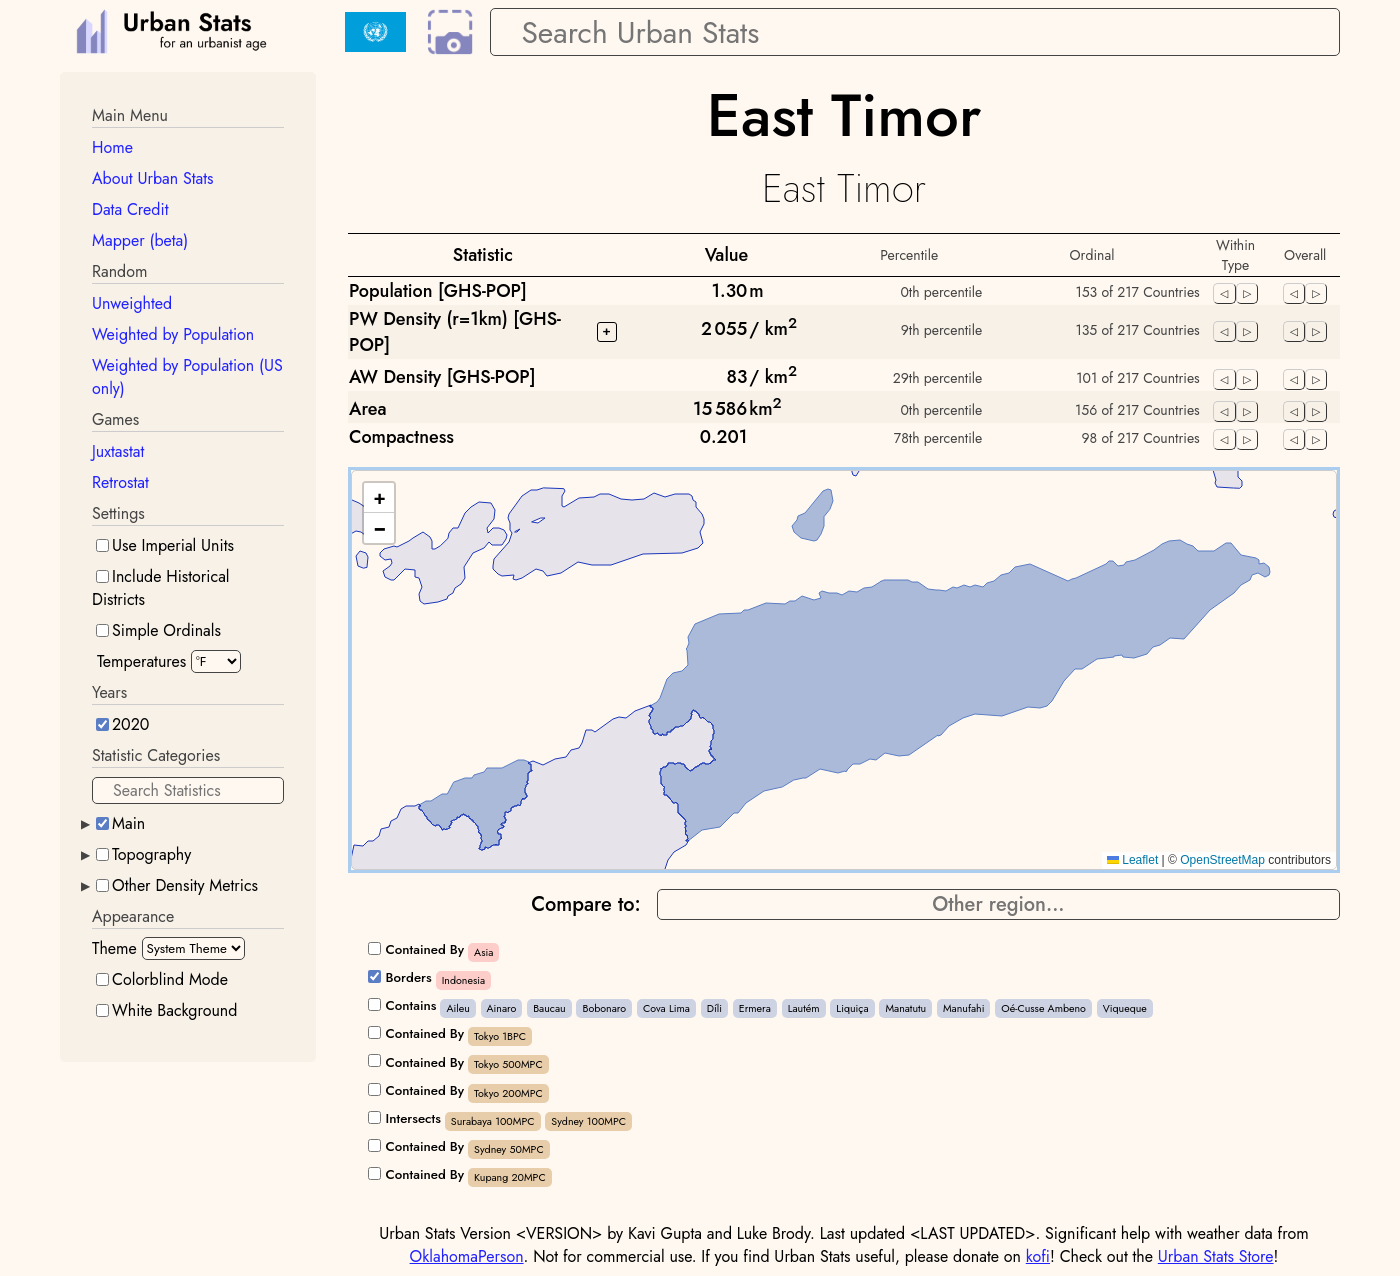 Urban Stats
for an urbanist age
Search Urban Stats
Main Menu
Home
About Urban Stats
Data Credit
Mapper (beta)
Random
Unweighted
Weighted by Population
Weighted by Population (US
only)
Games
Juxtastat
Retrostat
Settings
Use Imperial Units
Include Historical
Districts
Simple Ordinals
Temperatures °F
Years
2020
Statistic Categories
Search Statistics
Main
Topography
Other Density Metrics
Appearance
Theme System Theme
Colorblind Mode
White Background
East Timor
East Timor
Statistic Value Percentile Ordinal Within Type Overall
Population [GHS-POP] 1.30 m 0th percentile 153 of 217 Countries
PW Density (r=1km) [GHS-
POP] + 2 055 / km² 9th percentile 135 of 217 Countries
AW Density [GHS-POP] 83 / km² 29th percentile 101 of 217 Countries
Area 15 586 km² 0th percentile 156 of 217 Countries
Compactness 0.201 78th percentile 98 of 217 Countries
+
−
Leaflet | © OpenStreetMap contributors
Compare to: Other region...
Contained By Asia
Borders Indonesia
Contains Aileu Ainaro Baucau Bobonaro Cova Lima Díli Ermera Lautém Liquiça Manatutu Manufahi Oé-Cusse Ambeno Viqueque
Contained By Tokyo 1BPC
Contained By Tokyo 500MPC
Contained By Tokyo 200MPC
Intersects Surabaya 100MPC Sydney 100MPC
Contained By Sydney 50MPC
Contained By Kupang 20MPC
Urban Stats Version <VERSION> by Kavi Gupta and Luke Brody. Last updated <LAST UPDATED>. Significant help with weather data from
OklahomaPerson. Not for commercial use. If you find Urban Stats useful, please donate on kofi! Check out the Urban Stats Store!